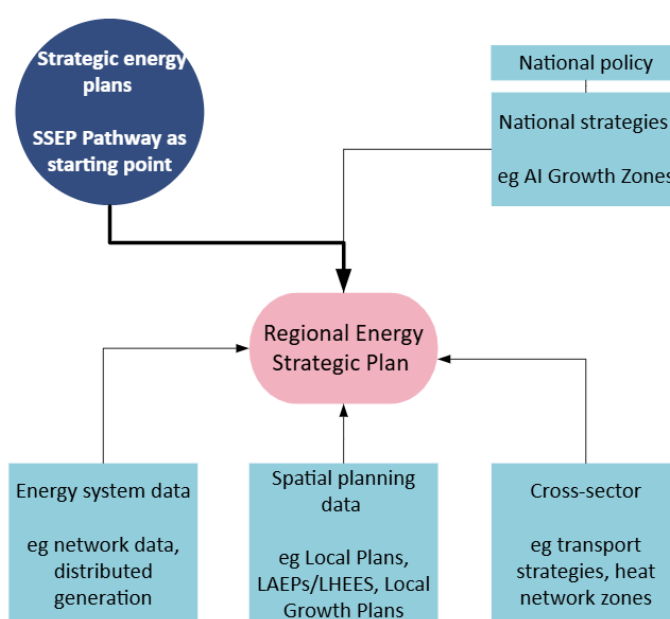 Strategic energy
plans
SSEP Pathway as
starting point
National policy
National strategies
eg AI Growth Zones
Regional Energy
Strategic Plan
Energy system data
eg network data,
distributed
generation
Spatial planning
data
eg Local Plans,
LAEPs/LHEES, Local
Growth Plans
Cross-sector
eg transport
strategies, heat
network zones